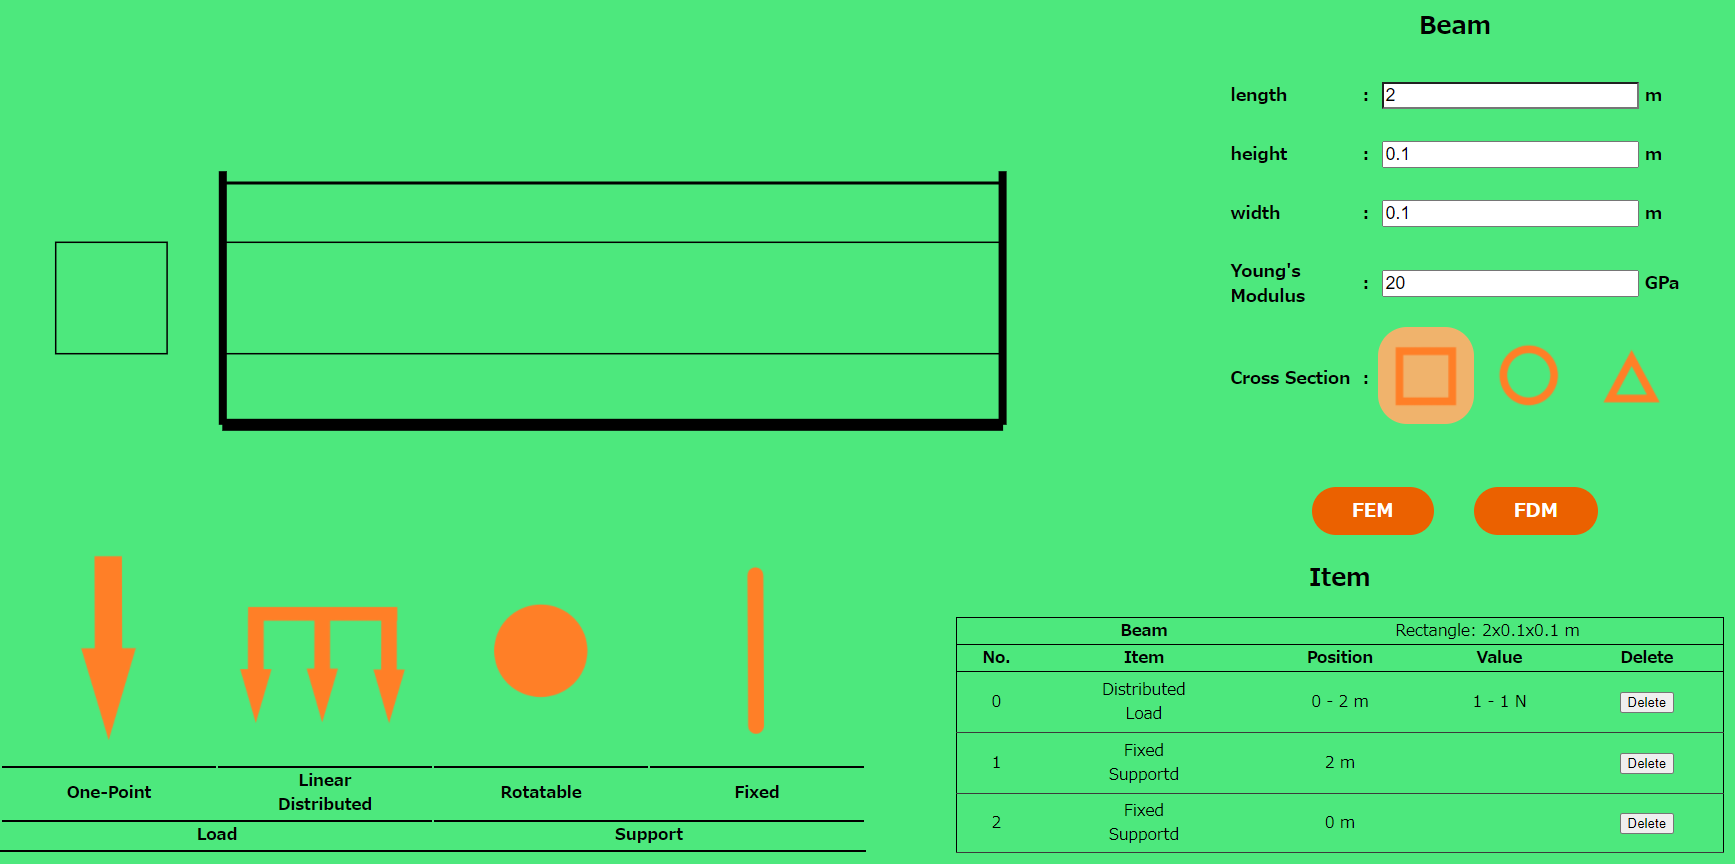 Beam
length : 2 m
height : 0.1 m
width : 0.1 m
Young's
Modulus : 20 GPa
Cross Section :
FEM FDM
One-Point Linear
Distributed Rotatable Fixed
Load Support
Item
Beam Rectangle: 2x0.1x0.1 m
No. Item Position Value Delete
0 Distributed
Load 0 - 2 m 1 - 1 N Delete
1 Fixed
Supportd 2 m Delete
2 Fixed
Supportd 0 m Delete